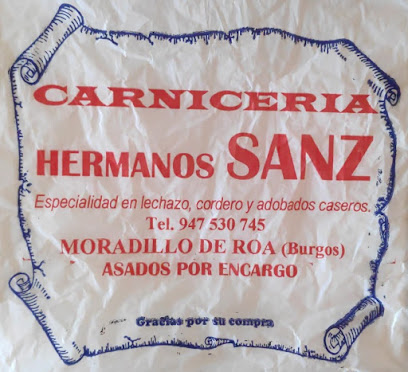 CARNICERIA
HERMANOS SANZ
Especialidad en lechazo, cordero y adobados caseros.
Tel. 947 530 745
MORADILLO DE ROA (Burgos)
ASADOS POR ENCARGO
Gracias por su compra